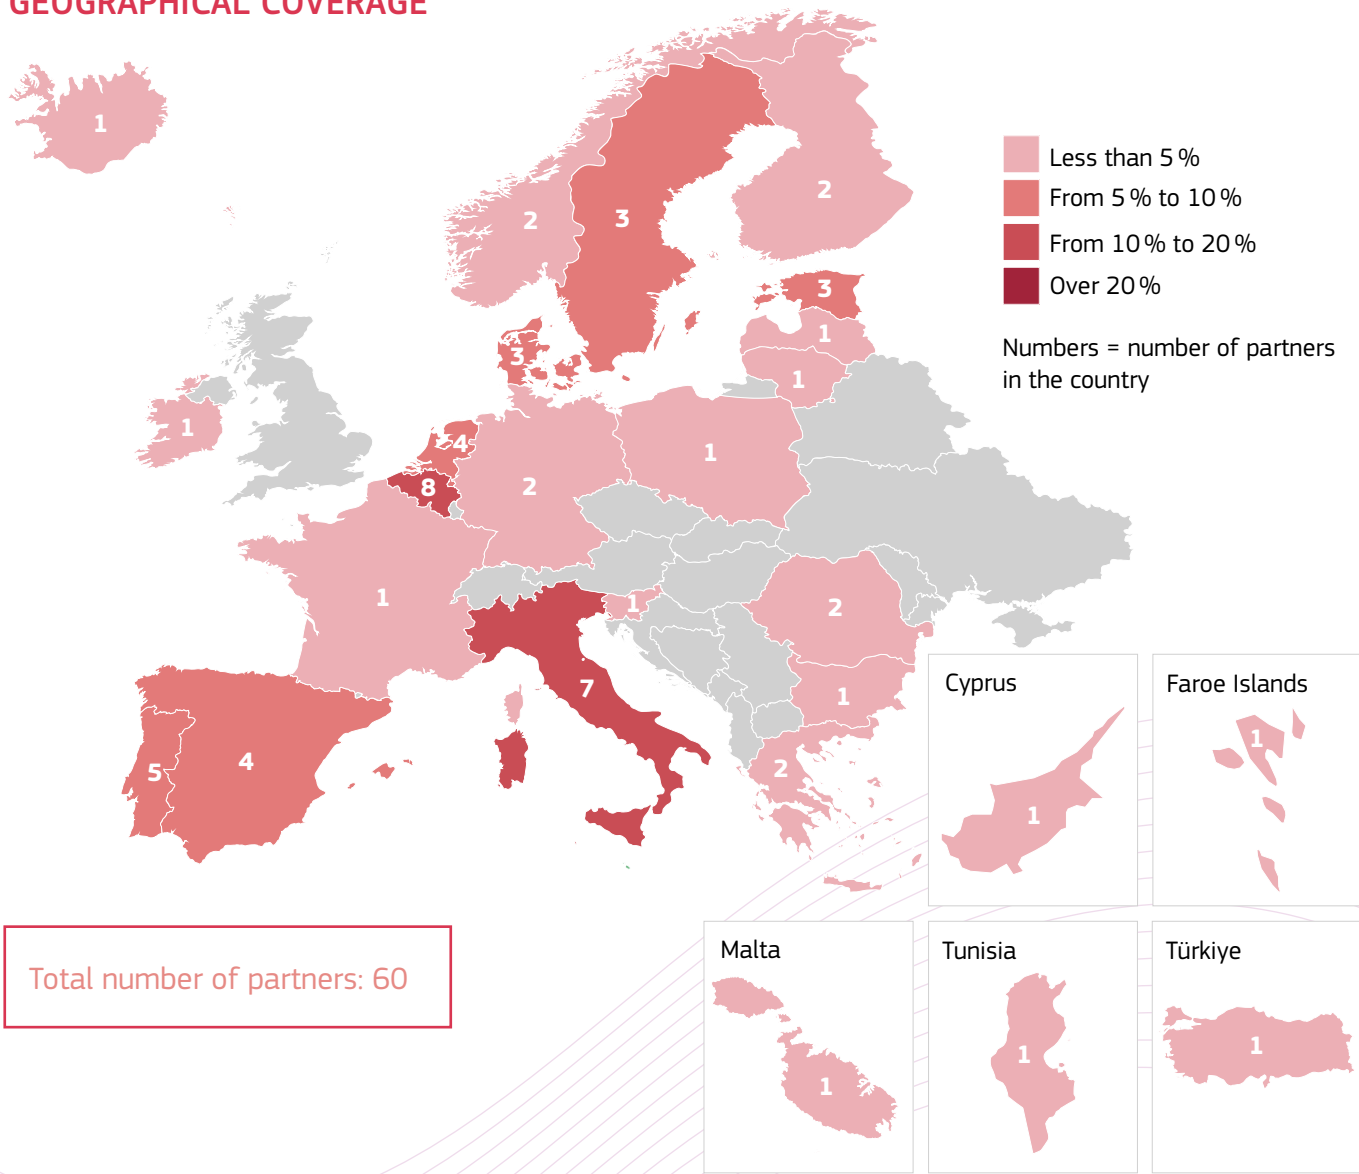 GEOGRAPHICAL COVERAGE
1
2
3
2
3
1
1
3
1
4
8
2
1
1
1
2
7
1
5
4
2
Less than 5 %
From 5 % to 10 %
From 10 % to 20 %
Over 20 %
Numbers = number of partners
in the country
Cyprus
1
Faroe Islands
1
Malta
1
Tunisia
1
Türkiye
1
Total number of partners: 60